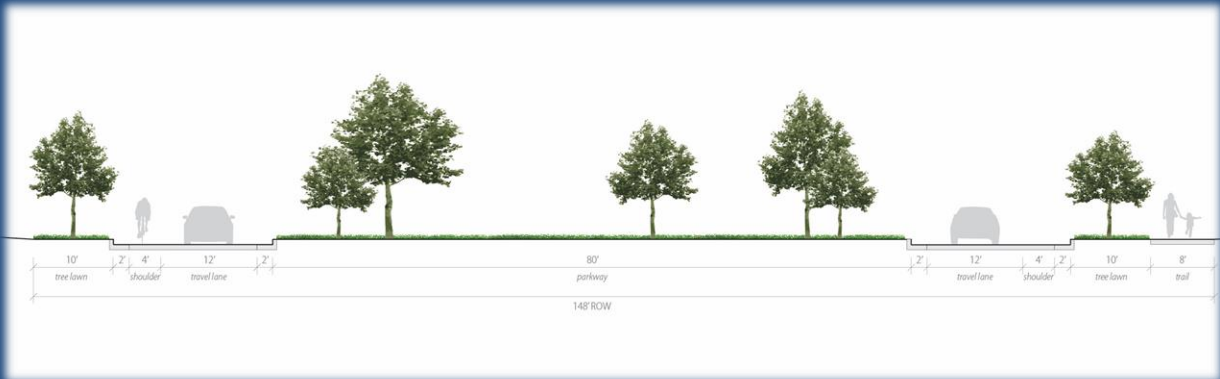 10' 2' 4' 12' 2' 80' 2' 12' 4' 2' 10' 8'
tree lawn shoulder travel lane parkway travel lane shoulder tree lawn trail
148' ROW